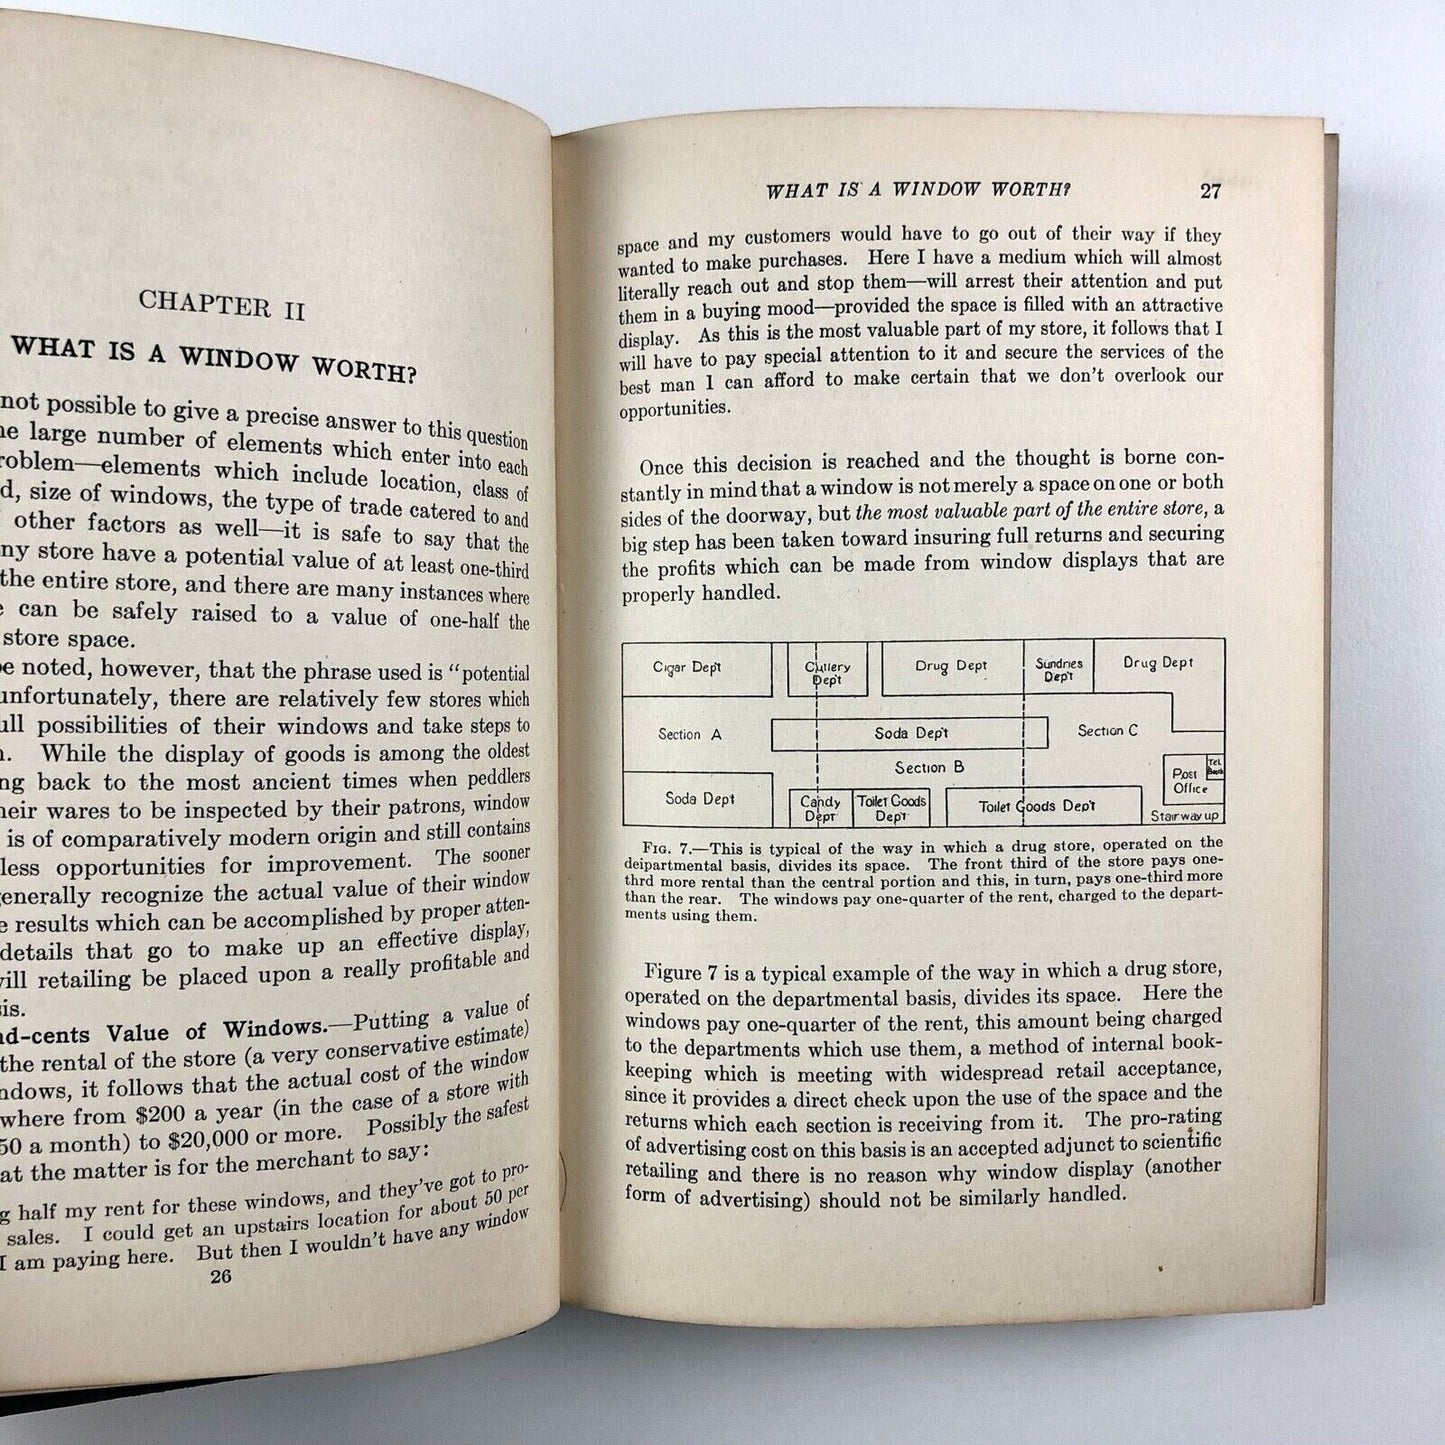 CHAPTER II
WHAT IS A WINDOW WORTH?
not possible to give a precise answer to this question
large number of elements which enter into each
roblem—elements which include location, class of
d, size of windows, the type of trade catered to and
other factors as well—it is safe to say that the
ny store have a potential value of at least one-third
the entire store, and there are many instances where
can be safely raised to a value of one-half the
store space.
e noted, however, that the phrase used is "potential
unfortunately, there are relatively few stores which
ull possibilities of their windows and take steps to
While the display of goods is among the oldest
ng back to the most ancient times when peddlers
heir wares to be inspected by their patrons, window
is of comparatively modern origin and still contains
less opportunities for improvement. The sooner
generally recognize the actual value of their window
e results which can be accomplished by proper atten-
details that go to make up an effective display,
vill retailing be placed upon a really profitable and
sis.
nd-cents Value of Windows.—Putting a value of
the rental of the store (a very conservative estimate)
ndows, it follows that the actual cost of the window
where from $200 a year (in the case of a store with
50 a month) to $20,000 or more. Possibly the safest
at the matter is for the merchant to say:
g half my rent for these windows, and they've got to pro-
sales. I could get an upstairs location for about 50 per
I am paying here. But then I wouldn't have any window
26
WHAT IS A WINDOW WORTH? 27
space and my customers would have to go out of their way if they
wanted to make purchases. Here I have a medium which will almost
literally reach out and stop them—will arrest their attention and put
them in a buying mood—provided the space is filled with an attractive
display. As this is the most valuable part of my store, it follows that I
will have to pay special attention to it and secure the services of the
best man I can afford to make certain that we don't overlook our
opportunities.
Once this decision is reached and the thought is borne con-
stantly in mind that a window is not merely a space on one or both
sides of the doorway, but the most valuable part of the entire store, a
big step has been taken toward insuring full returns and securing
the profits which can be made from window displays that are
properly handled.
Cigar Dep't
Cutlery
Dep't
Drug Dept
Sundries
Dep't
Drug Dept
Section A
Soda Dep't
Section C
Section B
Soda Dept
Candy
Dept
Toilet Goods
Dept
Toilet Goods Dep't
Post
Office
Tel.
Booth
Stairway up
FIG. 7.—This is typical of the way in which a drug store, operated on the
deipartmental basis, divides its space. The front third of the store pays one-
thrd more rental than the central portion and this, in turn, pays one-third more
than the rear. The windows pay one-quarter of the rent, charged to the depart-
ments using them.
Figure 7 is a typical example of the way in which a drug store,
operated on the departmental basis, divides its space. Here the
windows pay one-quarter of the rent, this amount being charged
to the departments which use them, a method of internal book-
keeping which is meeting with widespread retail acceptance,
since it provides a direct check upon the use of the space and the
returns which each section is receiving from it. The pro-rating
of advertising cost on this basis is an accepted adjunct to scientific
retailing and there is no reason why window display (another
form of advertising) should not be similarly handled.